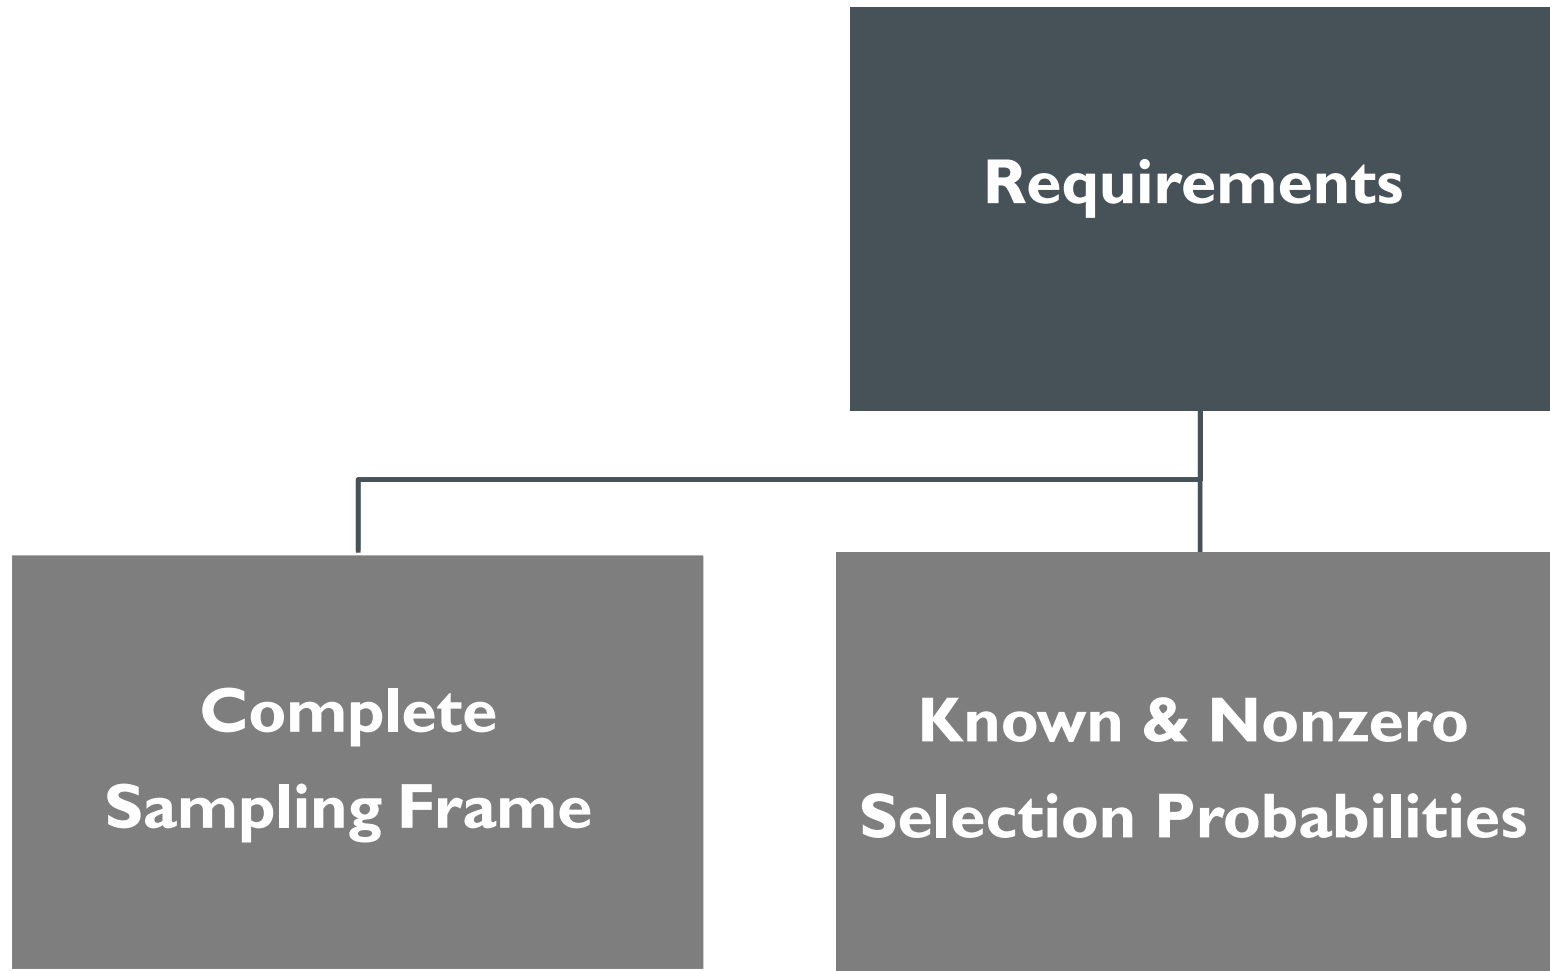 Requirements
Complete
Sampling Frame
Known & Nonzero
Selection Probabilities